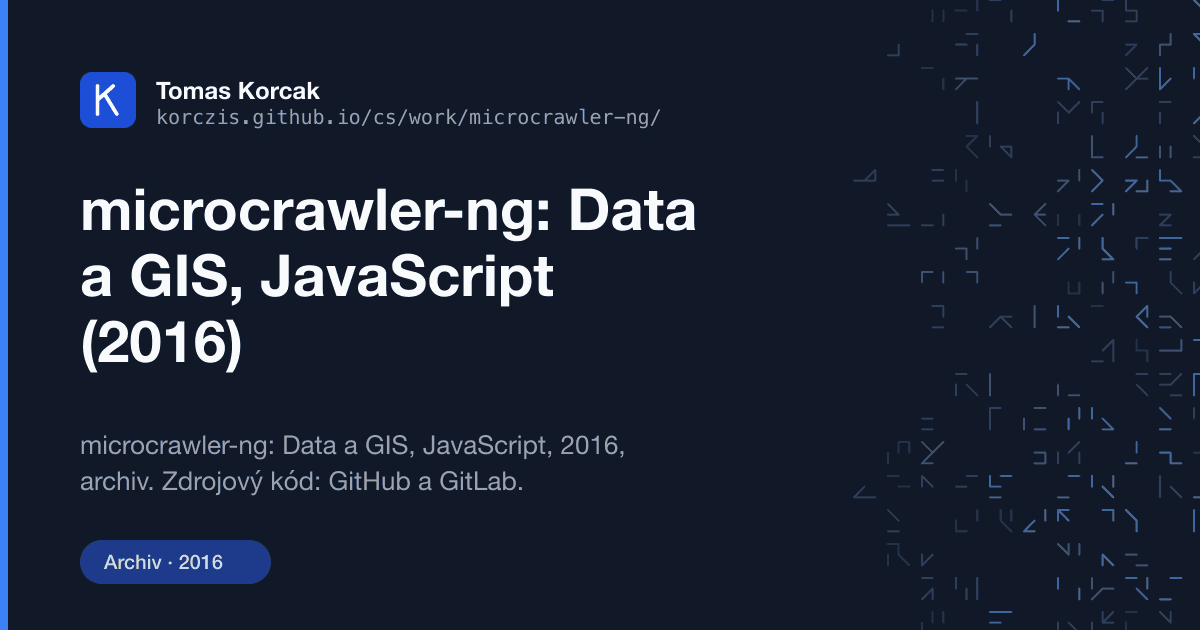 K
Tomas Korcak
korczis.github.io/cs/work/microcrawler-ng/
microcrawler-ng: Data
a GIS, JavaScript
(2016)
microcrawler-ng: Data a GIS, JavaScript, 2016,
archiv. Zdrojový kód: GitHub a GitLab.
Archiv · 2016